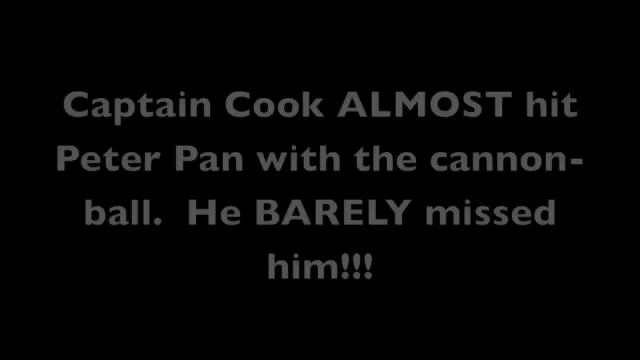 Captain Cook ALMOST hit
Peter Pan with the cannon-
ball.  He BARELY missed
him!!!